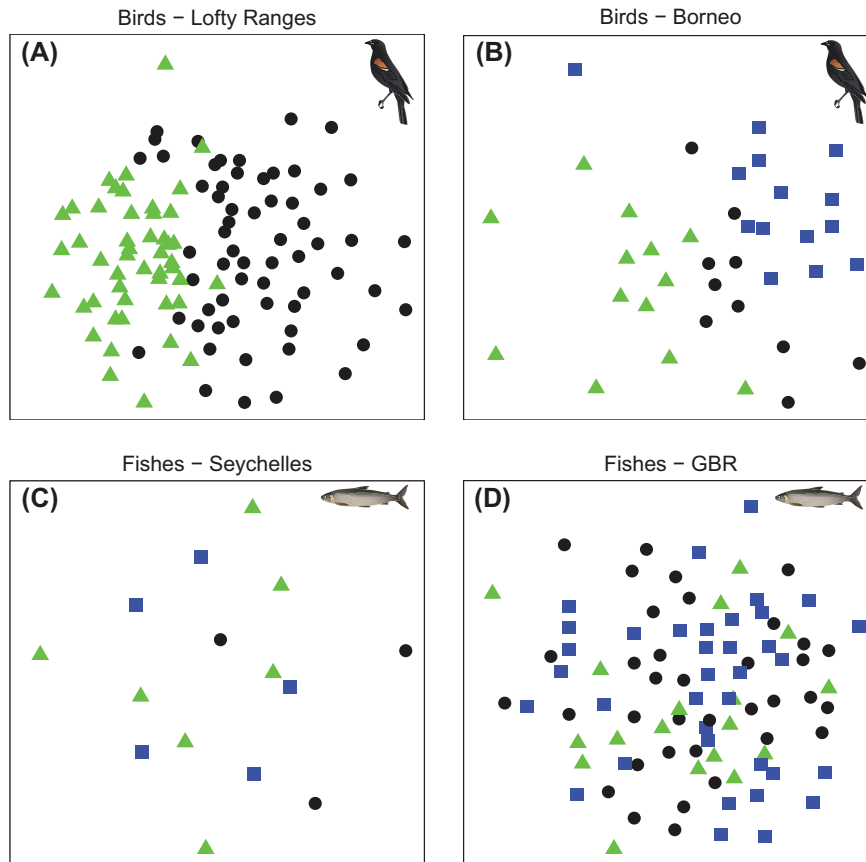 Birds − Lofty Ranges
(A)
Birds − Borneo
(B)
Fishes − Seychelles
(C)
Fishes − GBR
(D)